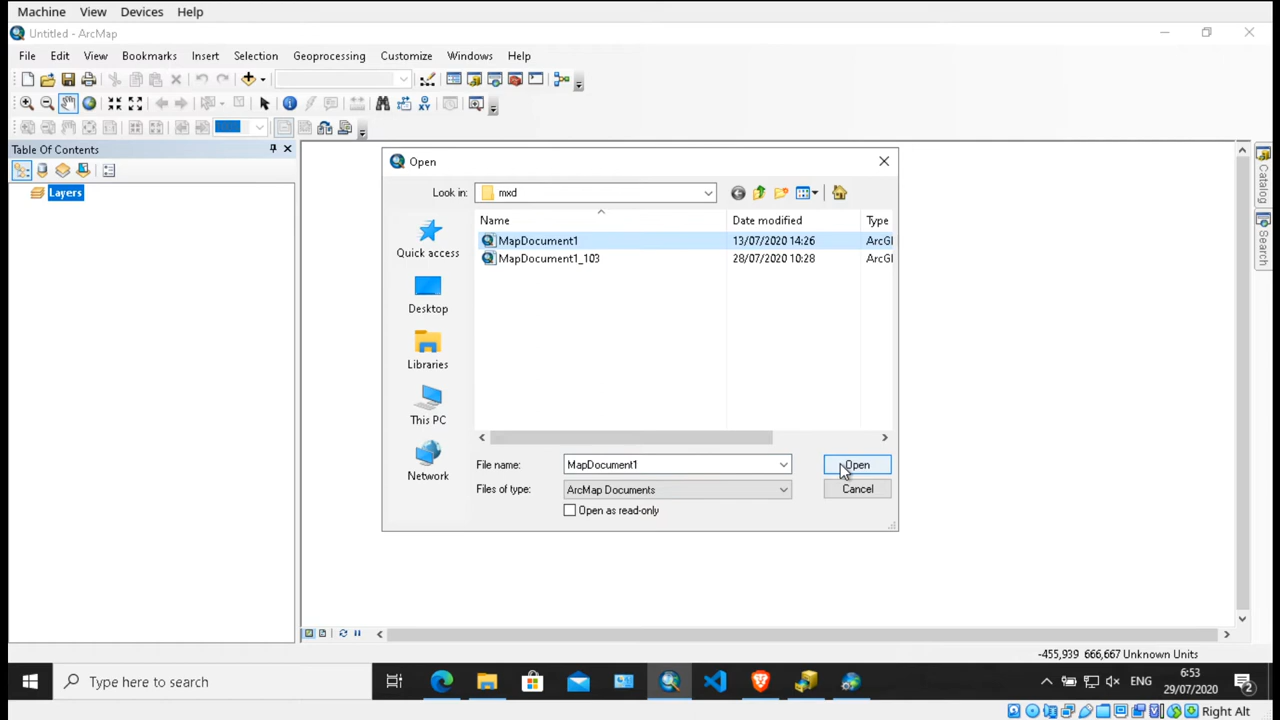 Machine View Devices Help
Untitled - ArcMap
File Edit View Bookmarks Insert Selection Geoprocessing Customize Windows Help
Table Of Contents
Layers
Open
Look in: mxd
Name Date modified Type
MapDocument1 13/07/2020 14:26 ArcGI
MapDocument1_103 28/07/2020 10:28 ArcGI
Quick access
Desktop
Libraries
This PC
Network
File name: MapDocument1 Open
Files of type: ArcMap Documents Cancel
Open as read-only
Catalog
Search
-455,939 666,667 Unknown Units
Type here to search
ENG
6:53
29/07/2020
2
Right Alt